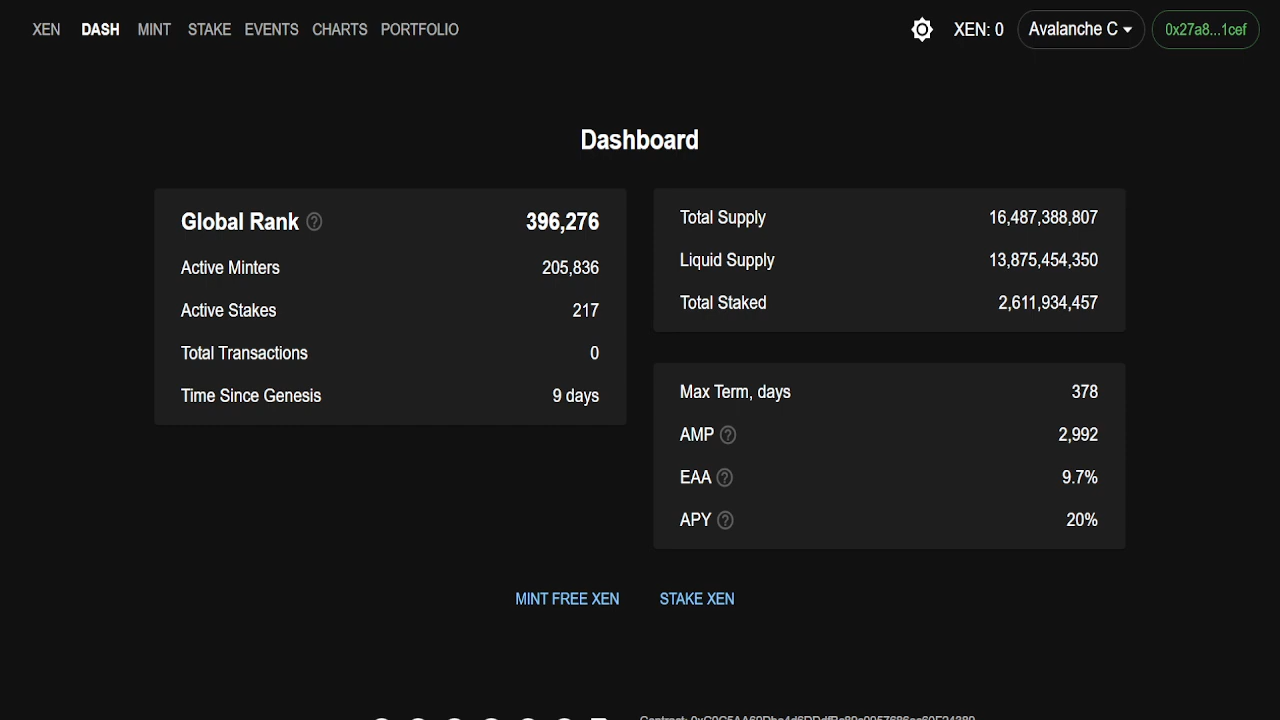 XEN DASH MINT STAKE EVENTS CHARTS PORTFOLIO XEN: 0 Avalanche C 0x27a8...1cef
Dashboard
Global Rank 396,276
Active Minters 205,836
Active Stakes 217
Total Transactions 0
Time Since Genesis 9 days
Total Supply 16,487,388,807
Liquid Supply 13,875,454,350
Total Staked 2,611,934,457
Max Term, days 378
AMP 2,992
EAA 9.7%
APY 20%
MINT FREE XEN STAKE XEN
Contract: